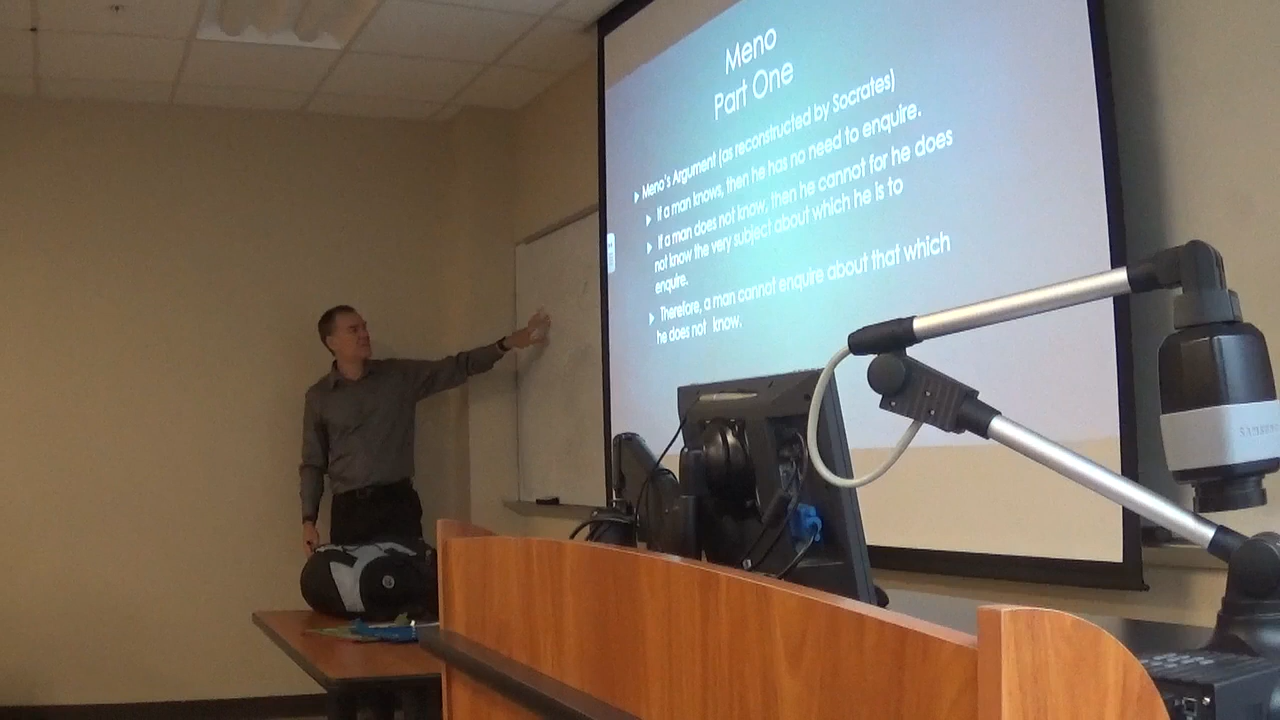 Meno
Part One
Meno's Argument (as reconstructed by Socrates)
If a man knows, then he has no need to enquire.
If a man does not know, then he cannot for he does
not know the very subject about which he is to
enquire.
Therefore, a man cannot enquire about that which
he does not know.
SAMSUNG